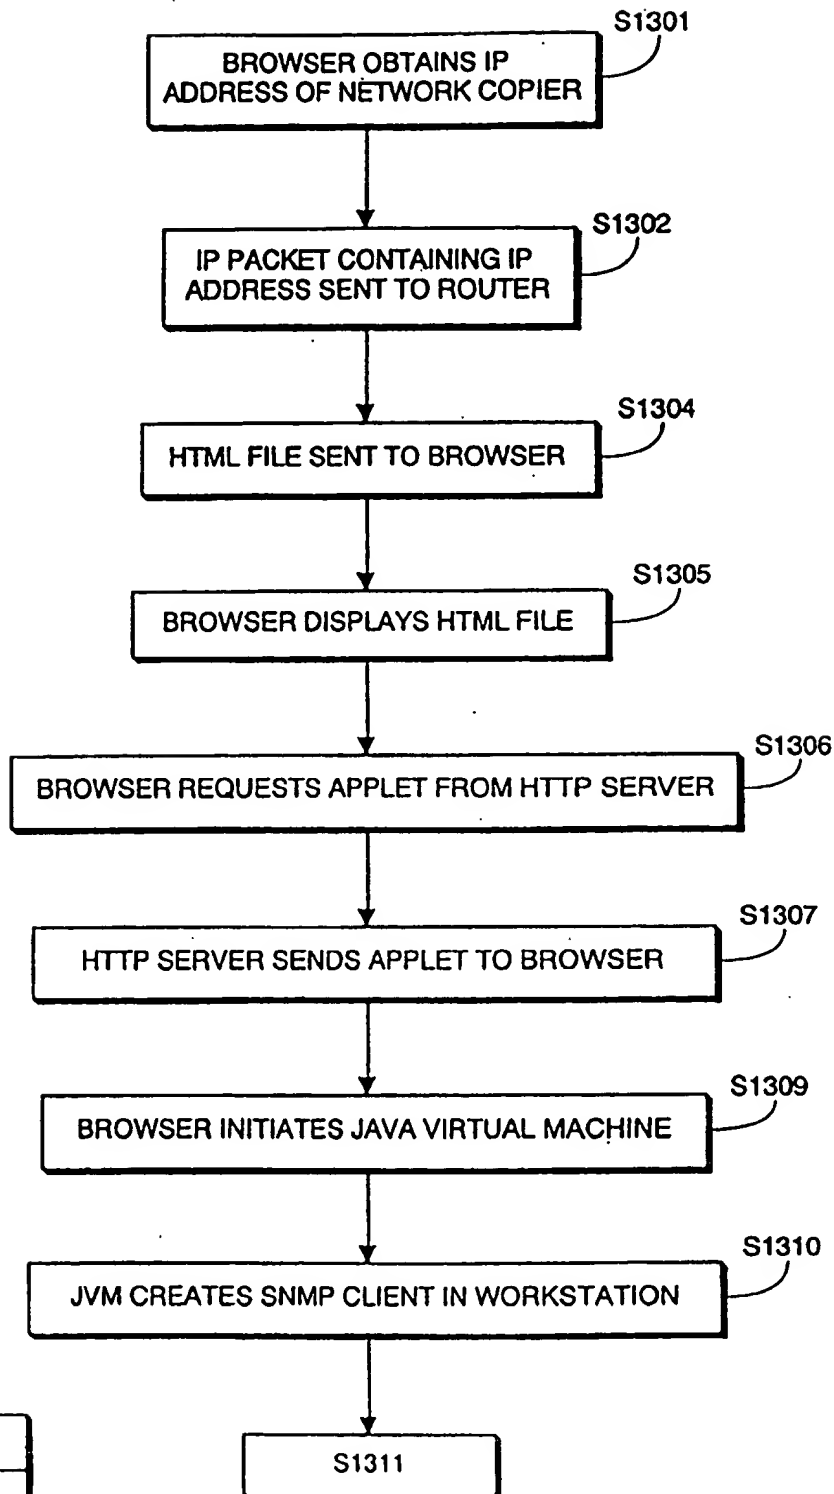 S1301
BROWSER OBTAINS IP
ADDRESS OF NETWORK COPIER
S1302
IP PACKET CONTAINING IP
ADDRESS SENT TO ROUTER
S1304
HTML FILE SENT TO BROWSER
S1305
BROWSER DISPLAYS HTML FILE
S1306
BROWSER REQUESTS APPLET FROM HTTP SERVER
S1307
HTTP SERVER SENDS APPLET TO BROWSER
S1309
BROWSER INITIATES JAVA VIRTUAL MACHINE
S1310
JVM CREATES SNMP CLIENT IN WORKSTATION
S1311